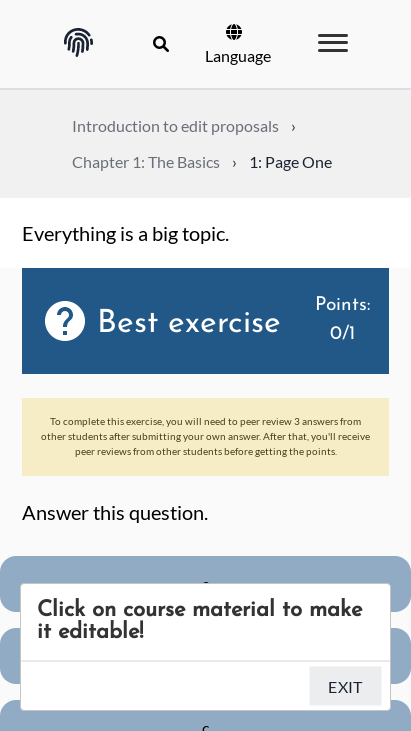 Language
Introduction to edit proposals ›
Chapter 1: The Basics › 1: Page One
Everything is a big topic.
Best exercise
Points:
0/1
To complete this exercise, you will need to peer review 3 answers from
other students after submitting your own answer. After that, you'll receive
peer reviews from other students before getting the points.
Answer this question.
Click on course material to make
it editable!
EXIT